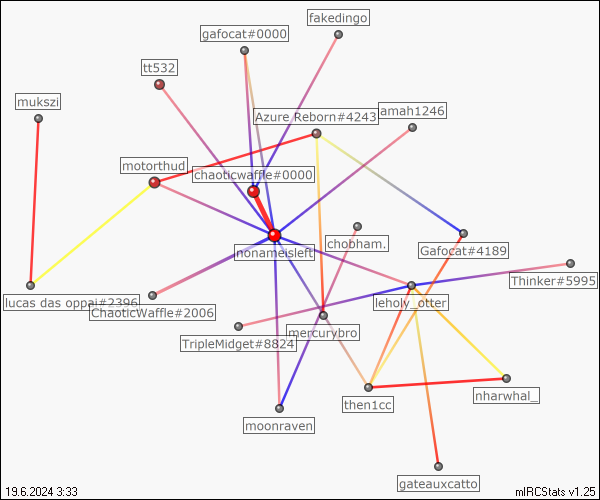 fakedingo
gafocat#0000
tt532
mukszi
Azure Reborn#4243
amah1246
motorthud
chaoticwaffle#0000
chobham.
nonameisleft
Gafocat#4189
Thinker#5995
lucas das oppai#2396
ChaoticWaffle#2006
leholy_otter
mercurybro
TripleMidget#8824
nharwhal_
then1cc
moonraven
gateauxcatto
19.6.2024 3:33
mIRCStats v1.25